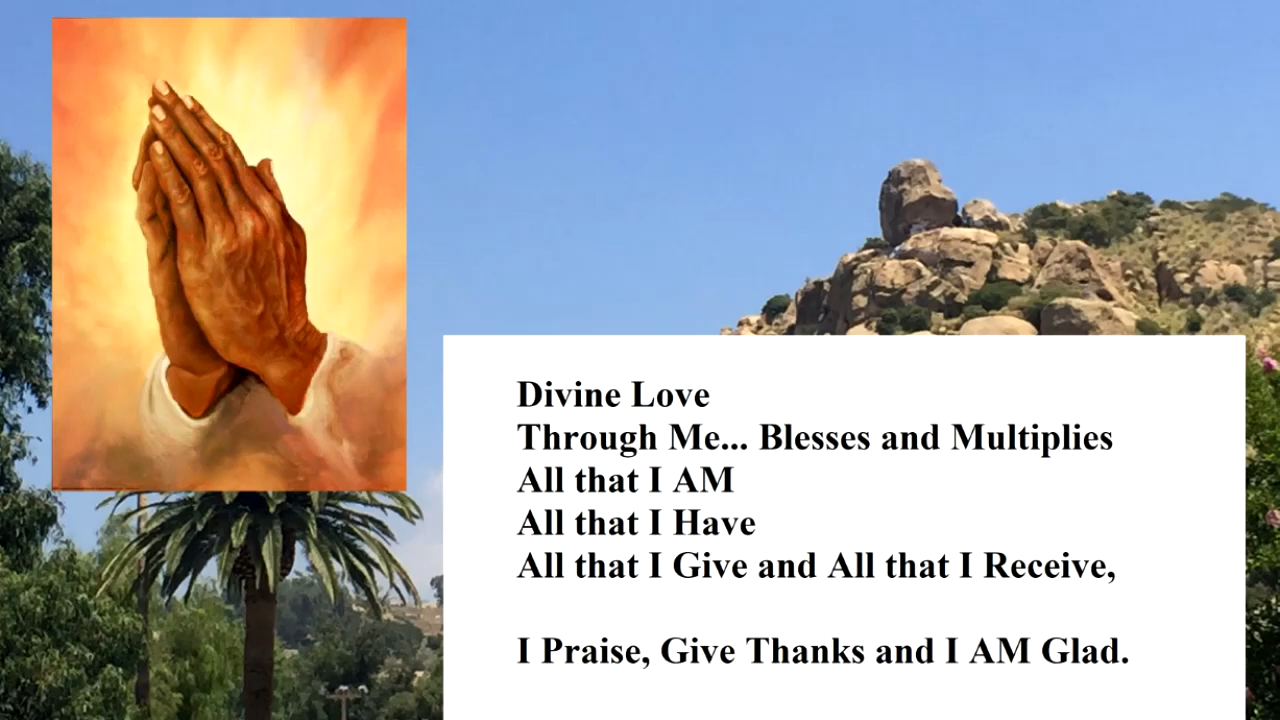 Divine Love
Through Me... Blesses and Multiplies
All that I AM
All that I Have
All that I Give and All that I Receive,
I Praise, Give Thanks and I AM Glad.